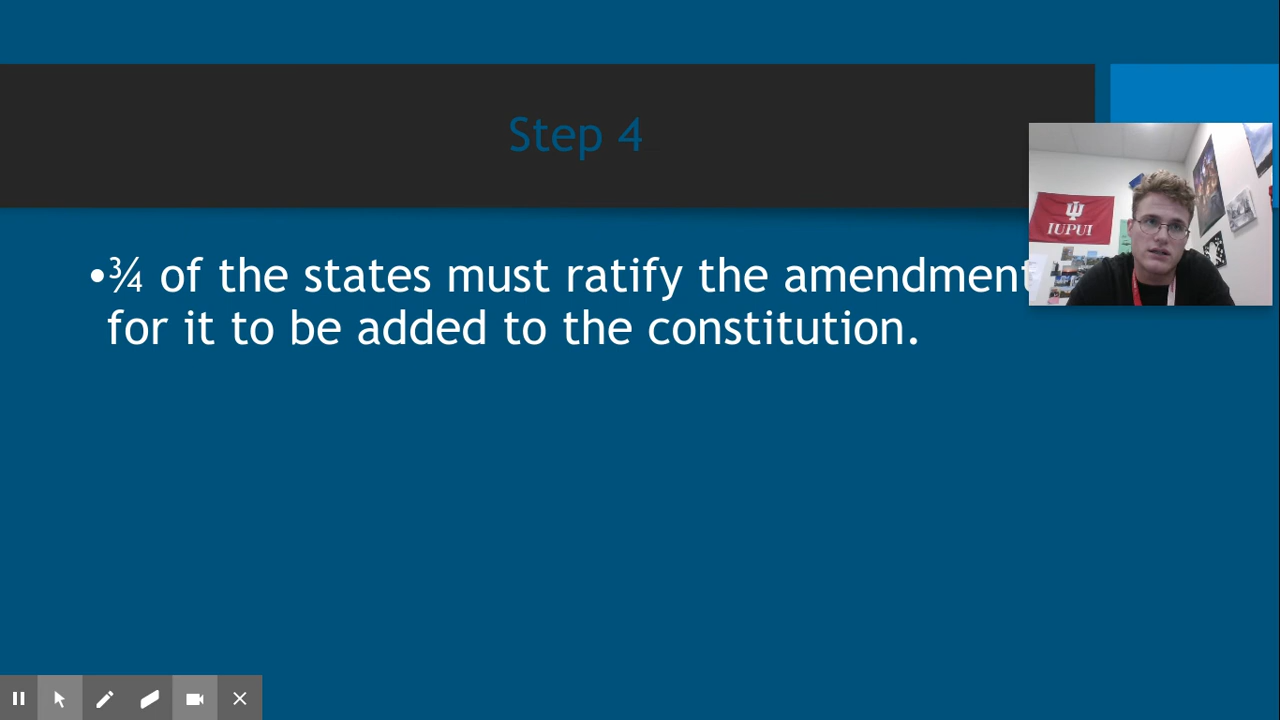 Step 4
•¾ of the states must ratify the amendment
for it to be added to the constitution.
IUPUI